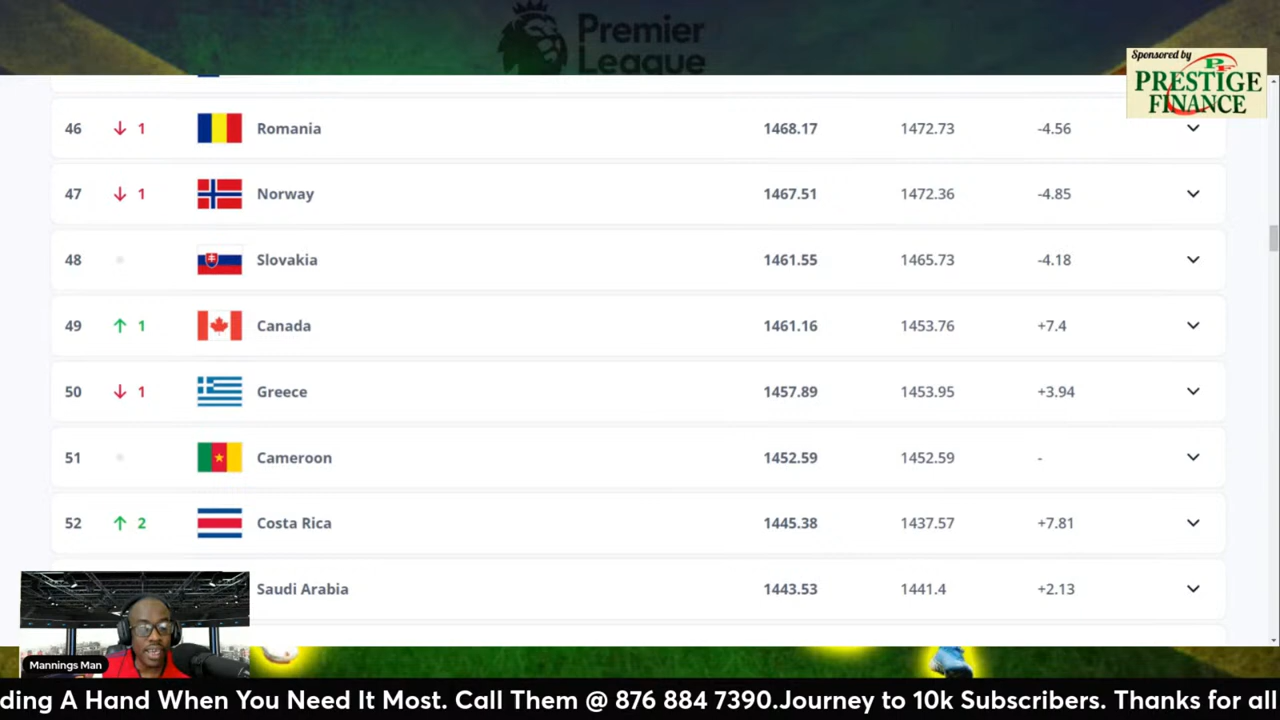 Premier
League
Sponsored by
PF
PRESTIGE
FINANCE
46 ↓ 1 Romania 1468.17 1472.73 -4.56
47 ↓ 1 Norway 1467.51 1472.36 -4.85
48 Slovakia 1461.55 1465.73 -4.18
49 ↑ 1 Canada 1461.16 1453.76 +7.4
50 ↓ 1 Greece 1457.89 1453.95 +3.94
51 Cameroon 1452.59 1452.59 -
52 ↑ 2 Costa Rica 1445.38 1437.57 +7.81
Saudi Arabia 1443.53 1441.4 +2.13
Mannings Man
ding A Hand When You Need It Most. Call Them @ 876 884 7390.Journey to 10k Subscribers. Thanks for all